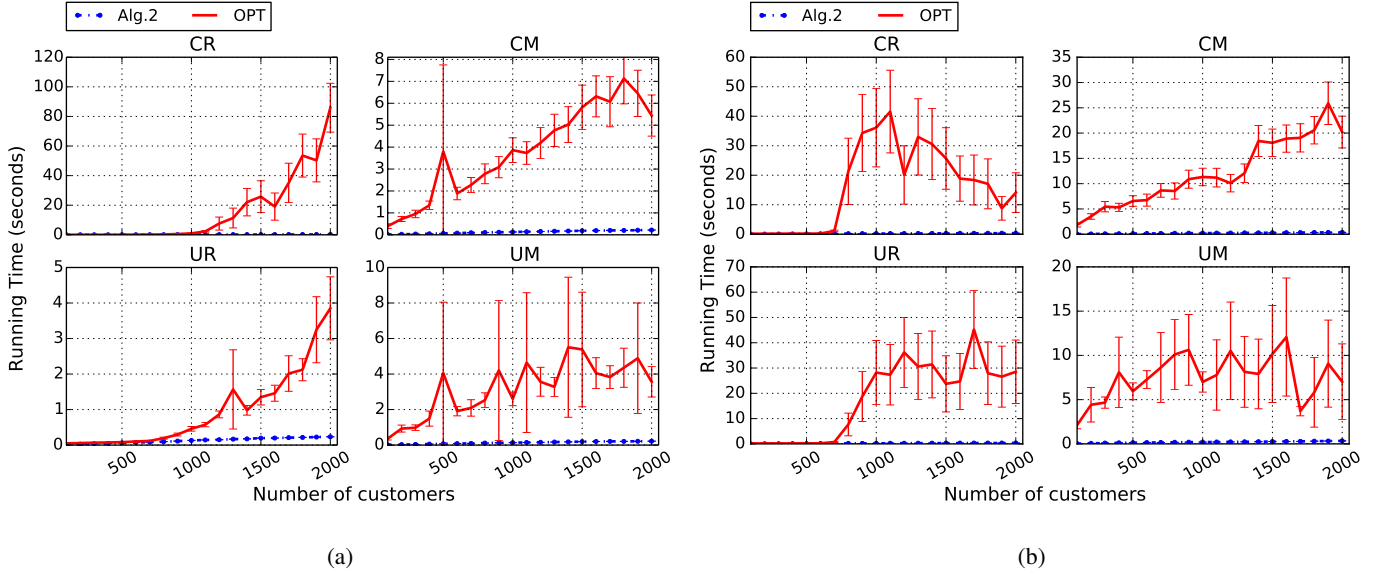 Alg.2 OPT
CR
CM
120
100
80
60
40
20
0
8
7
6
5
4
3
2
1
0
UR
UM
5
4
3
2
1
0
10
8
6
4
2
0
500 1000 1500 2000
500 1000 1500 2000
Running Time (seconds)
Number of customers
(a)
Alg.2 OPT
CR
CM
60
50
40
30
20
10
0
35
30
25
20
15
10
5
0
UR
UM
70
60
50
40
30
20
10
0
20
15
10
5
0
500 1000 1500 2000
500 1000 1500 2000
Running Time (seconds)
Number of customers
(b)